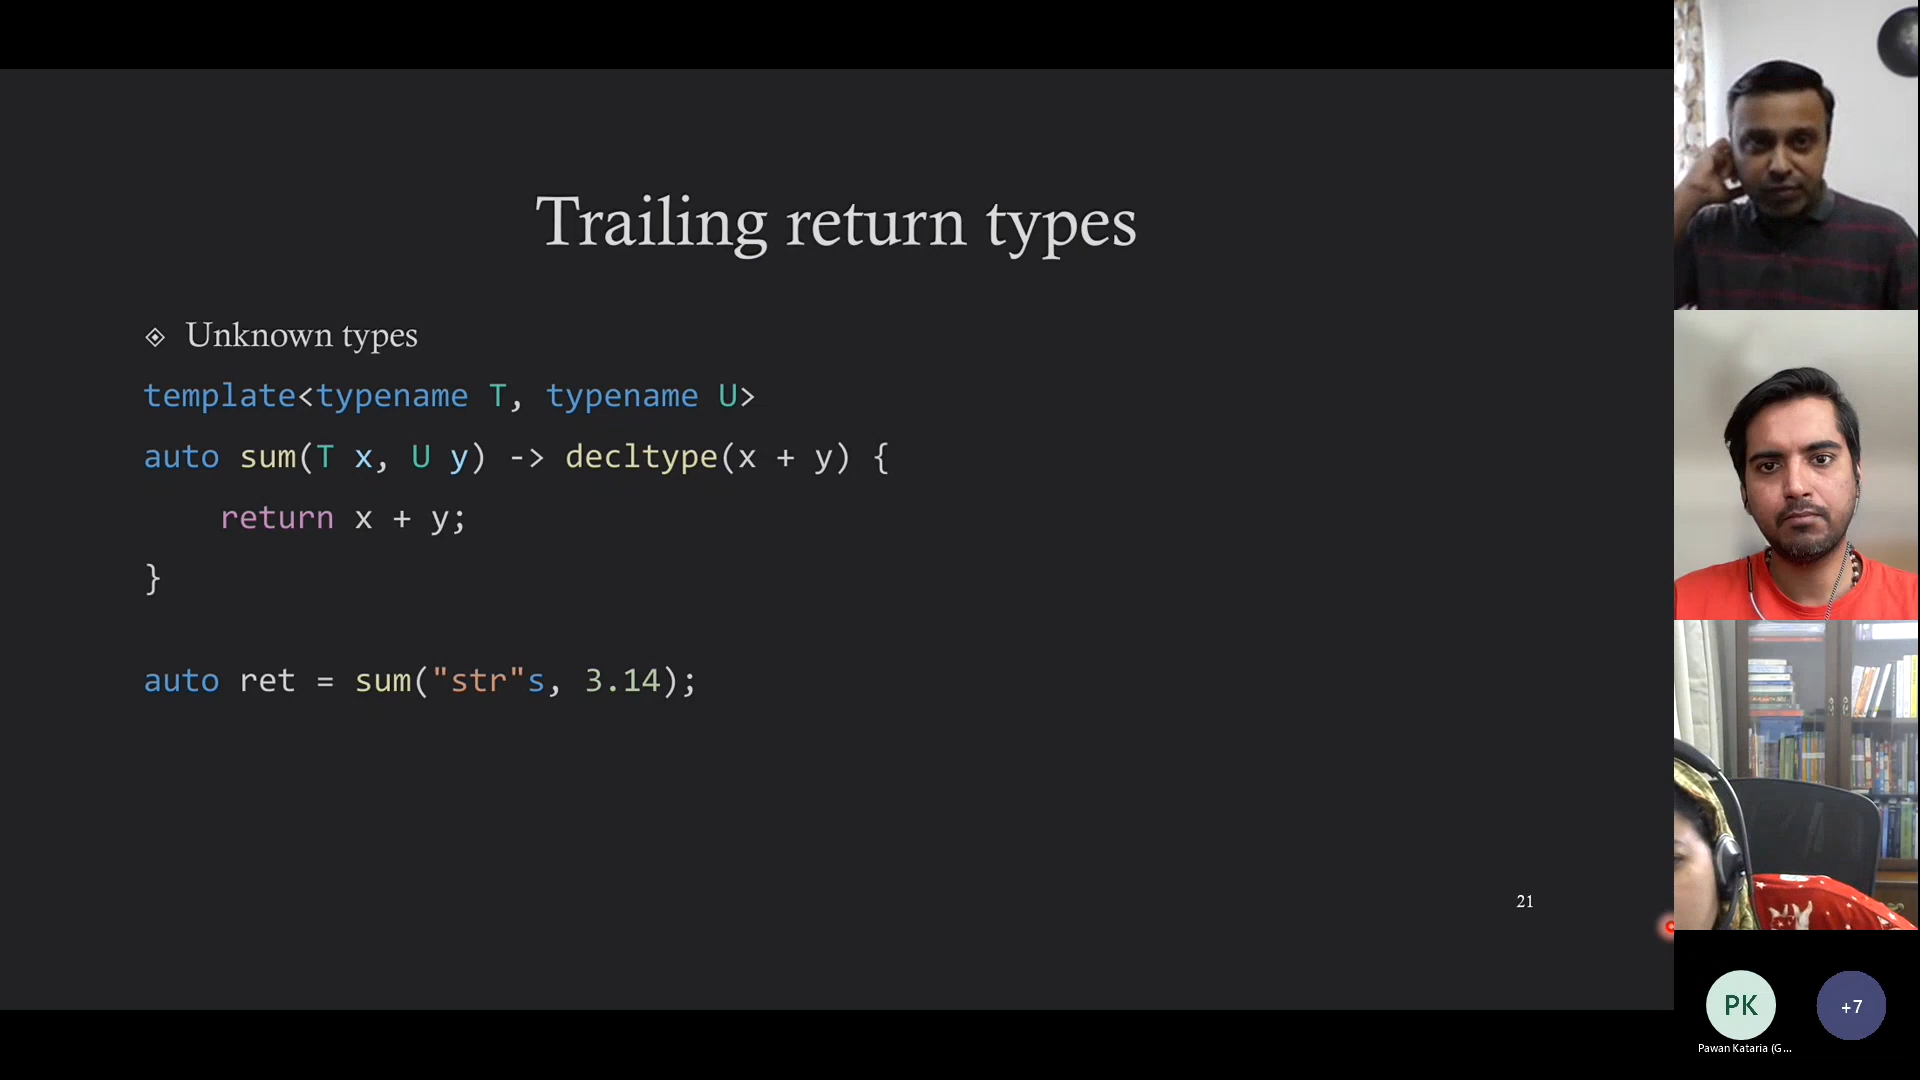 Trailing return types
Unknown types
template<typename T, typename U>
auto sum(T x, U y) -> decltype(x + y) {
return x + y;
}
auto ret = sum("str"s, 3.14);
21
PK
+7
Pawan Kataria (G...